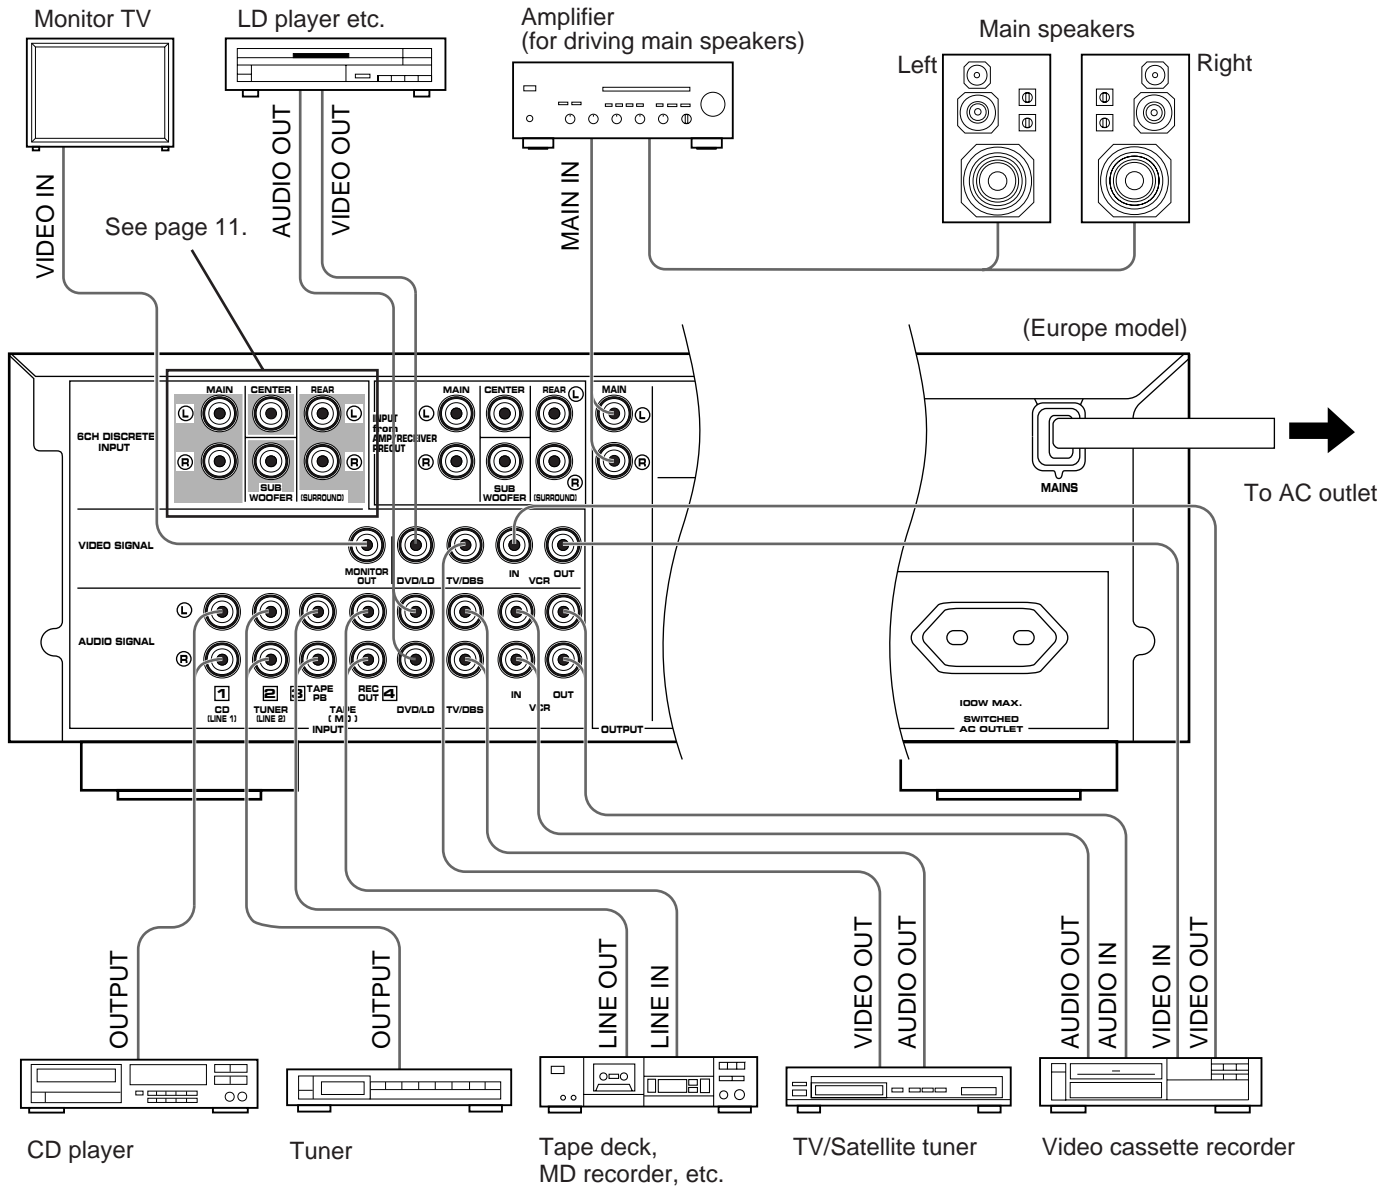 Monitor TV
LD player etc.
Amplifier
(for driving main speakers)
Main speakers
Left
Right
VIDEO IN
AUDIO OUT
VIDEO OUT
MAIN IN
See page 11.
(Europe model)
MAIN
CENTER
REAR
MAIN
CENTER
REAR
L
MAIN
L
L
L
L
6CH DISCRETE
INPUT
INPUT
from
AMP/RECEIVER
PREOUT
R
R
R
R
R
SUB
WOOFER
(SURROUND)
SUB
WOOFER
(SURROUND)
MAINS
To AC outlet
VIDEO SIGNAL
MONITOR
OUT
DVD/LD
TV/DBS
IN
VCR
OUT
L
AUDIO SIGNAL
R
1
CD
(LINE 1)
2
TUNER
(LINE 2)
3
TAPE
PB
REC
OUT
4
TAPE
( MD )
DVD/LD
TV/DBS
IN
VCR
OUT
INPUT
OUTPUT
100W MAX.
SWITCHED
AC OUTLET
OUTPUT
OUTPUT
LINE OUT
LINE IN
VIDEO OUT
AUDIO OUT
AUDIO OUT
AUDIO IN
VIDEO IN
VIDEO OUT
CD player
Tuner
Tape deck,
MD recorder, etc.
TV/Satellite tuner
Video cassette recorder